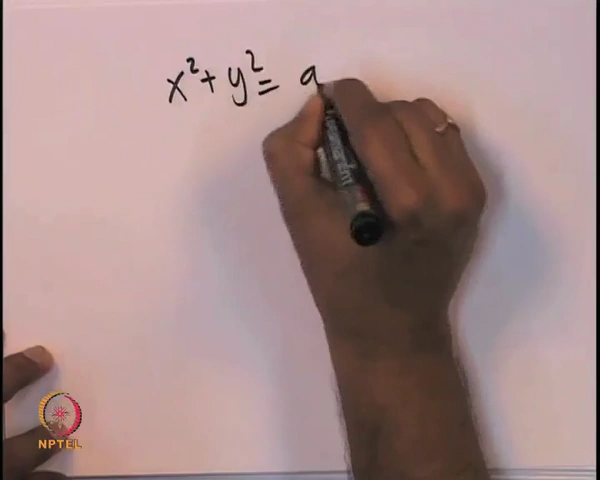 x² + y² = a
NPTEL